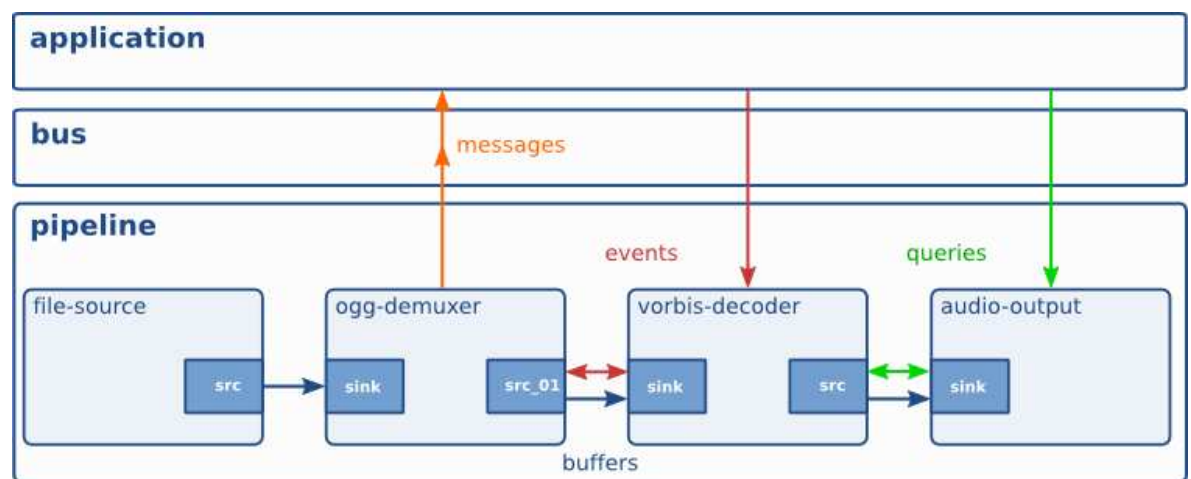 application
bus
messages
pipeline
events
queries
file-source
ogg-demuxer
vorbis-decoder
audio-output
src
sink
src_01
sink
src
sink
buffers